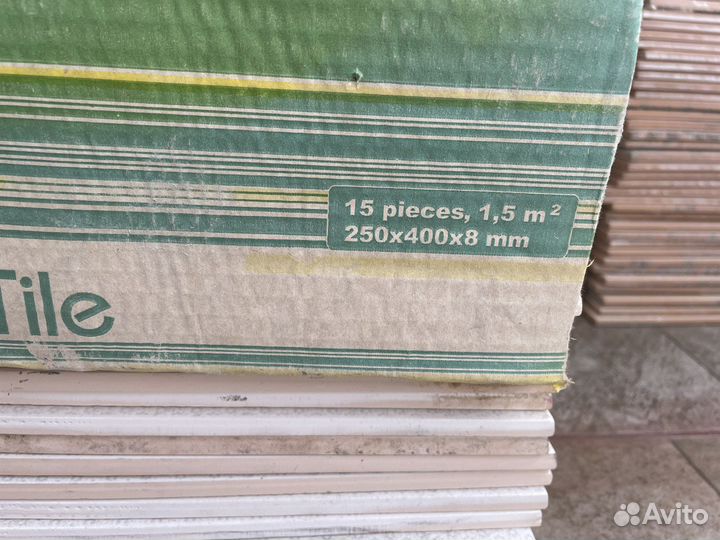 15 pieces, 1,5 m²
250x400x8 mm
Tile
Avito